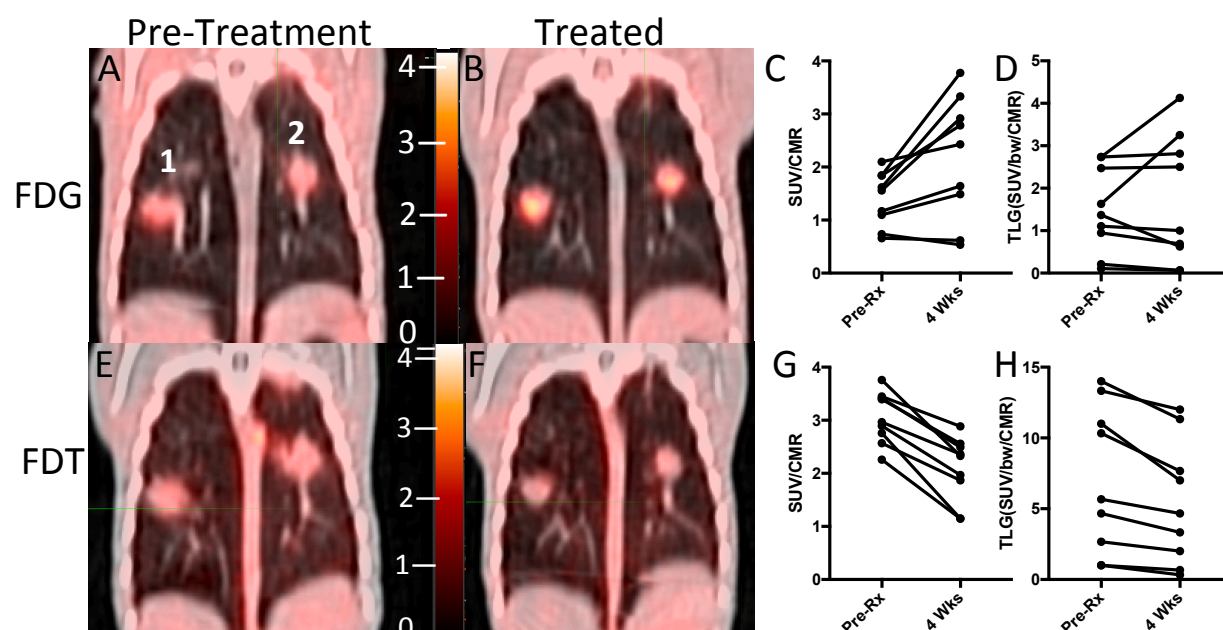 Pre-Treatment
Treated
FDG
A
1
2
4
3
2
1
0
B
C
SUV/CMR
4
3
2
1
0
Pre-Rx
4 Wks
D
TLG(SUV/bw/CMR)
5
4
3
2
1
0
Pre-Rx
4 Wks
FDT
E
4
3
2
1
0
F
G
SUV/CMR
4
3
2
1
0
Pre-Rx
4 Wks
H
TLG(SUV/bw/CMR)
15
10
5
0
Pre-Rx
4 Wks